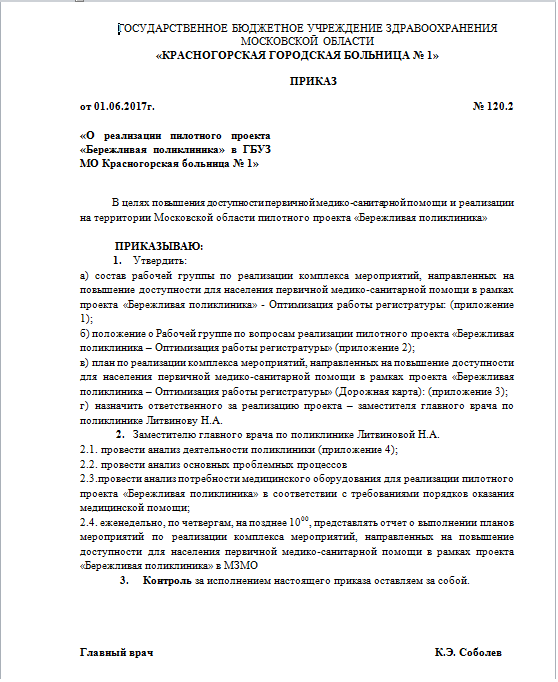 ГОСУДАРСТВЕННОЕ БЮДЖЕТНОЕ УЧРЕЖДЕНИЕ ЗДРАВООХРАНЕНИЯ
МОСКОВСКОЙ ОБЛАСТИ
«КРАСНОГОРСКАЯ ГОРОДСКАЯ БОЛЬНИЦА № 1»
ПРИКАЗ
от 01.06.2017г. № 120.2
«О реализации пилотного проекта
«Бережливая поликлиника» в ГБУЗ
МО Красногорская больница № 1»
В целях повышения доступности первичной медико-санитарной помощи и реализации
на территории Московской области пилотного проекта «Бережливая поликлиника»
ПРИКАЗЫВАЮ:
1. Утвердить:
а) состав рабочей группы по реализации комплекса мероприятий, направленных на
повышение доступности для населения первичной медико-санитарной помощи в рамках
проекта «Бережливая поликлиника» - Оптимизация работы регистратуры: (приложение
1);
б) положение о Рабочей группе по вопросам реализации пилотного проекта «Бережливая
поликлиника – Оптимизация работы регистратуры» (приложение 2);
в) план по реализации комплекса мероприятий, направленных на повышение доступности
для населения первичной медико-санитарной помощи в рамках проекта «Бережливая
поликлиника – Оптимизация работы регистратуры» (Дорожная карта): (приложение 3);
г) назначить ответственного за реализацию проекта – заместителя главного врача по
поликлинике Литвинову Н.А.
2. Заместителю главного врача по поликлинике Литвиновой Н.А.
2.1. провести анализ деятельности поликлиники (приложение 4);
2.2. провести анализ основных проблемных процессов
2.3.провести анализ потребности медицинского оборудования для реализации пилотного
проекта «Бережливая поликлиника» в соответствии с требованиями порядков оказания
медицинской помощи;
2.4. еженедельно, по четвергам, на позднее 10⁰⁰, представлять отчет о выполнении планов
мероприятий по реализации комплекса мероприятий, направленных на повышение
доступности для населения первичной медико-санитарной помощи в рамках проекта
«Бережливая поликлиника» в МЗМО
3. Контроль за исполнением настоящего приказа оставляем за собой.
Главный врач К.Э. Соболев